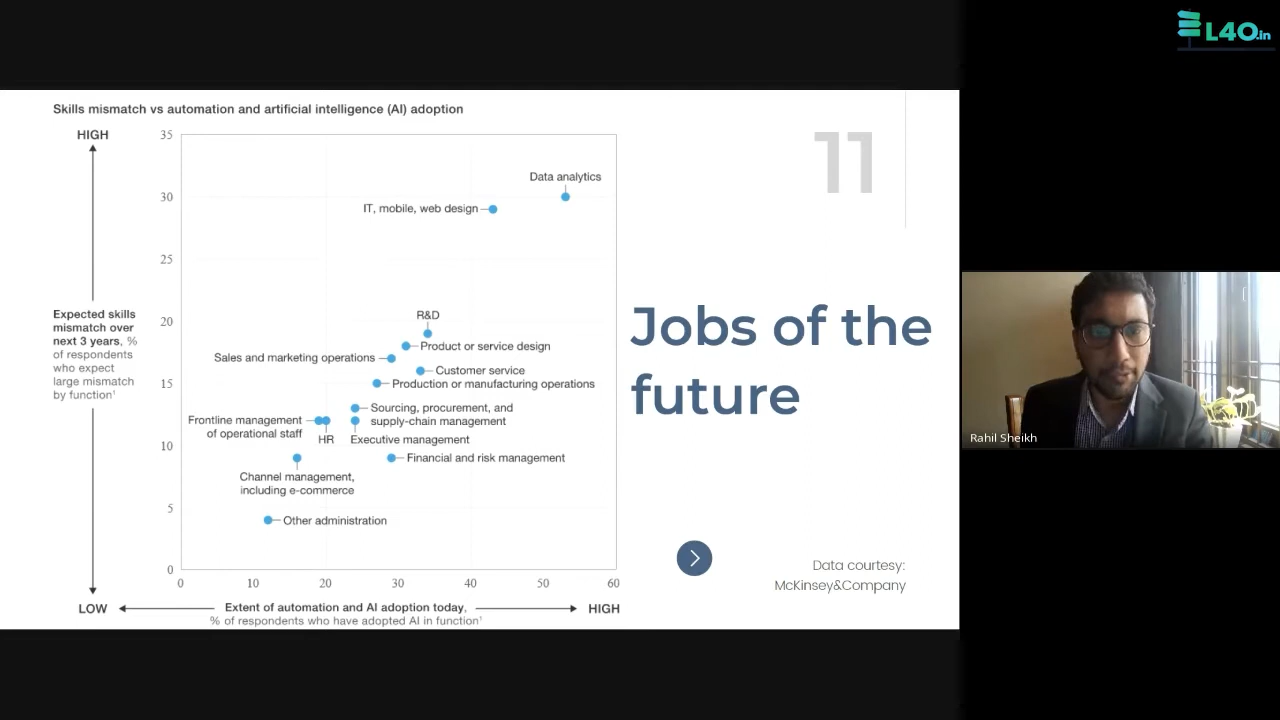 L4O.in
Skills mismatch vs automation and artificial intelligence (AI) adoption
HIGH
35
30
25
20
15
10
5
0
Expected skills
mismatch over
next 3 years, %
of respondents
who expect
large mismatch
by function¹
LOW
Data analytics
IT, mobile, web design
R&D
Product or service design
Sales and marketing operations
Customer service
Production or manufacturing operations
Sourcing, procurement, and
supply-chain management
Frontline management
of operational staff
HR
Executive management
Financial and risk management
Channel management,
including e-commerce
Other administration
0 10 20 30 40 50 60
Extent of automation and AI adoption today,
% of respondents who have adopted AI in function¹
HIGH
11
Jobs of the
future
Data courtesy:
McKinsey&Company
Rahil Sheikh